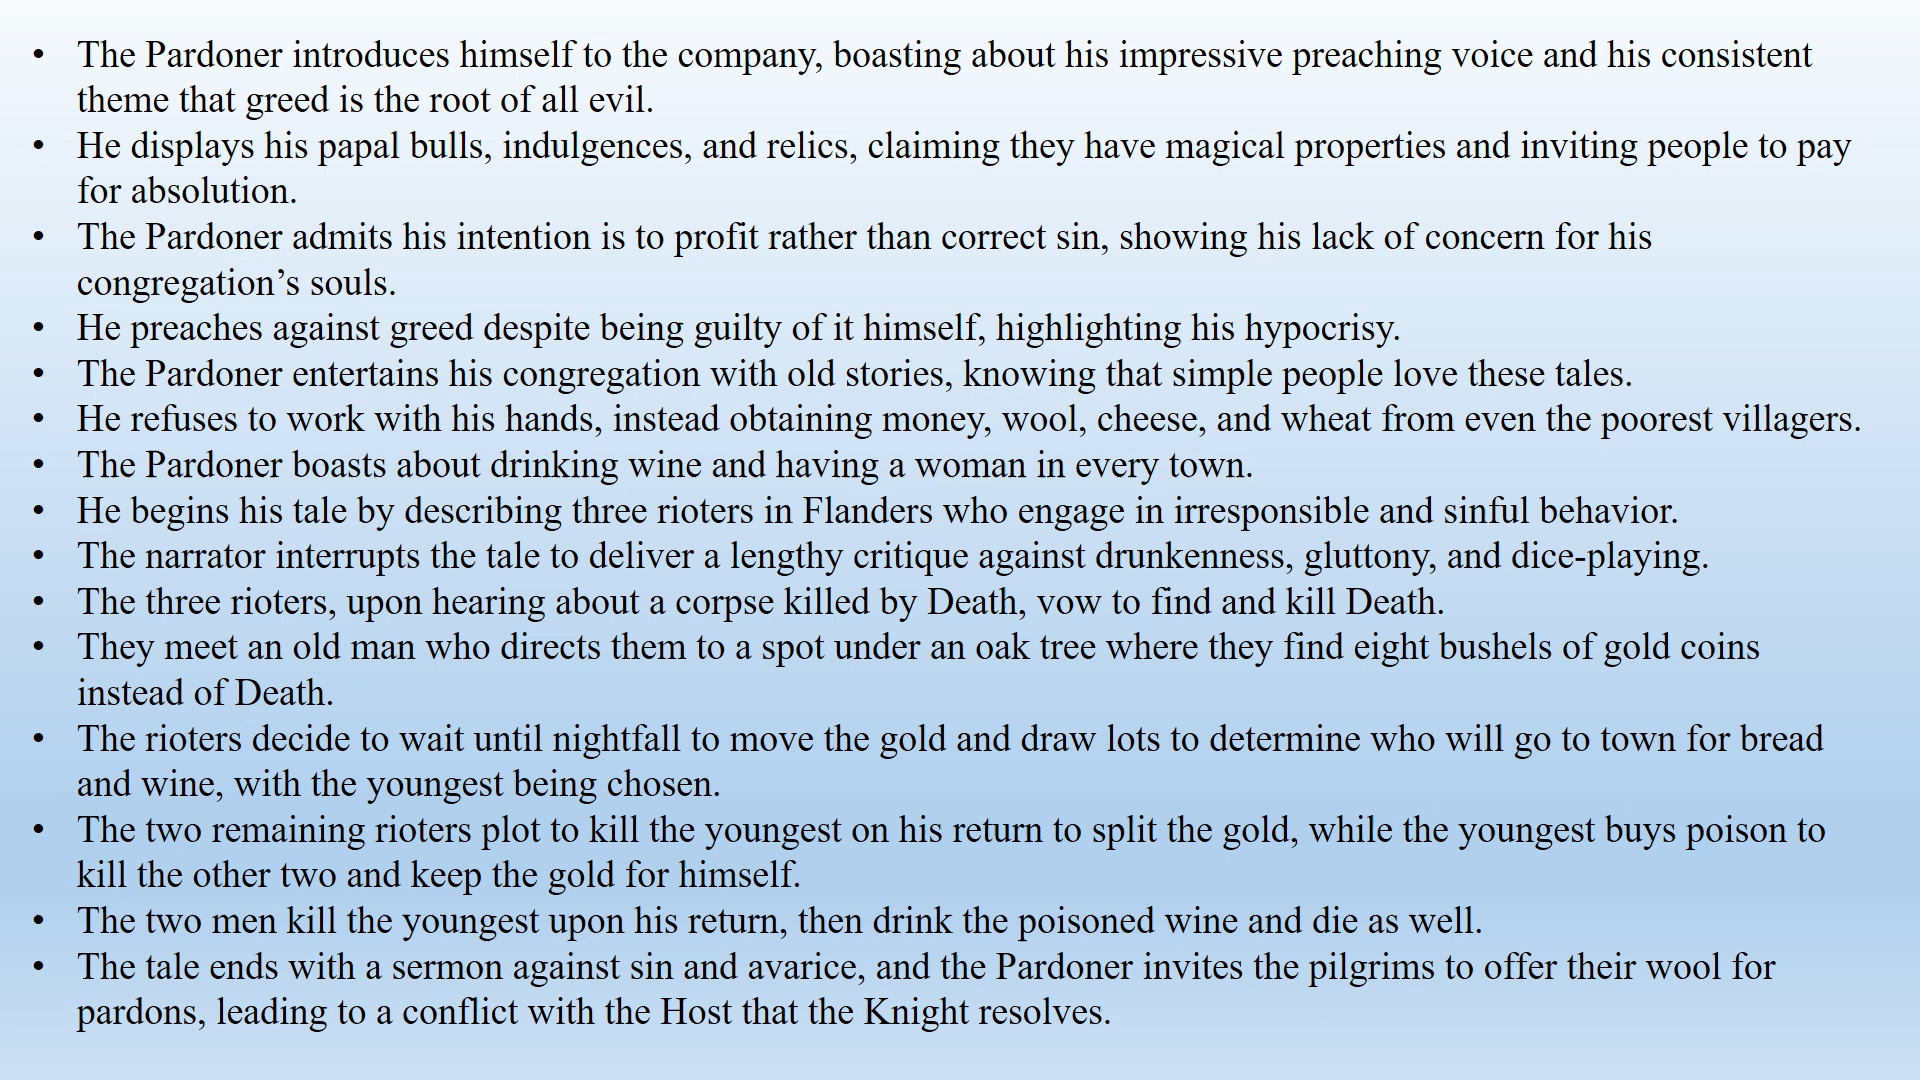 • The Pardoner introduces himself to the company, boasting about his impressive preaching voice and his consistent
theme that greed is the root of all evil.
• He displays his papal bulls, indulgences, and relics, claiming they have magical properties and inviting people to pay
for absolution.
• The Pardoner admits his intention is to profit rather than correct sin, showing his lack of concern for his
congregation’s souls.
• He preaches against greed despite being guilty of it himself, highlighting his hypocrisy.
• The Pardoner entertains his congregation with old stories, knowing that simple people love these tales.
• He refuses to work with his hands, instead obtaining money, wool, cheese, and wheat from even the poorest villagers.
• The Pardoner boasts about drinking wine and having a woman in every town.
• He begins his tale by describing three rioters in Flanders who engage in irresponsible and sinful behavior.
• The narrator interrupts the tale to deliver a lengthy critique against drunkenness, gluttony, and dice-playing.
• The three rioters, upon hearing about a corpse killed by Death, vow to find and kill Death.
• They meet an old man who directs them to a spot under an oak tree where they find eight bushels of gold coins
instead of Death.
• The rioters decide to wait until nightfall to move the gold and draw lots to determine who will go to town for bread
and wine, with the youngest being chosen.
• The two remaining rioters plot to kill the youngest on his return to split the gold, while the youngest buys poison to
kill the other two and keep the gold for himself.
• The two men kill the youngest upon his return, then drink the poisoned wine and die as well.
• The tale ends with a sermon against sin and avarice, and the Pardoner invites the pilgrims to offer their wool for
pardons, leading to a conflict with the Host that the Knight resolves.